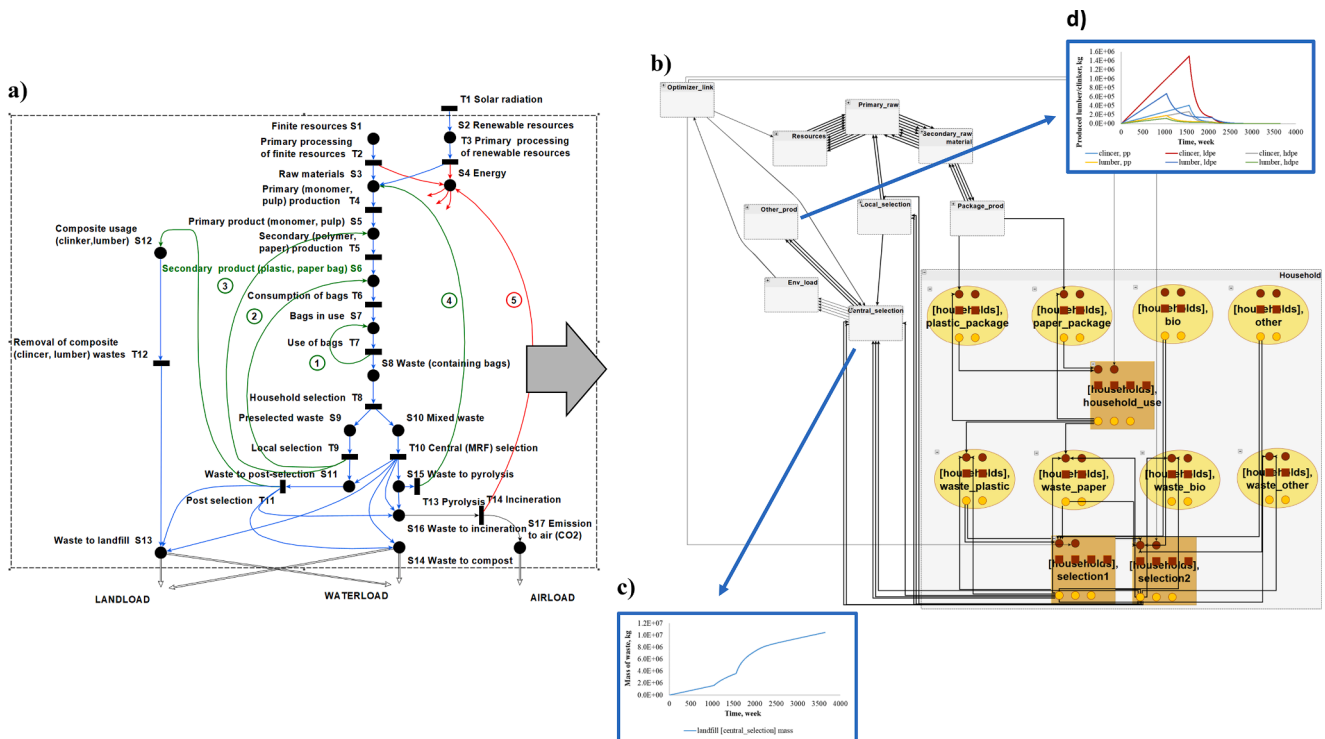 a)
T1 Solar radiation
Finite resources S1
S2 Renewable resources
Primary processing
of finite resources T2
T3 Primary processing
of renewable resources
Raw materials S3
S4 Energy
Primary (monomer,
pulp) production
T4
Primary product (monomer, pulp) S5
Composite usage
(clinker,lumber) S12
Secondary (polymer,
paper) production T5
Secondary product (plastic, paper bag) S6
3
4
5
Consumption of bags T6
2
Bags in use S7
Removal of composite
(clincer, lumber) wastes T12
Use of bags T7
1
S8 Waste (containing bags)
Household selection T8
Preselected waste S9
S10 Mixed waste
Local selection T9
T10 Central (MRF) selection
Waste to post-selection S11
S15 Waste to pyrolysis
Post selection T11
T13 Pyrolysis
T14 Incineration
S16 Waste to incineration
S17 Emission
to air (CO2)
Waste to landfill S13
S14 Waste to compost
LANDLOAD
WATERLOAD
AIRLOAD
b)
Optimizer_link
Primary_raw
Resources
Secondary_raw
material
Other_prod
Local_selection
Package_prod
Env_load
Central_selection
Household
[households],
plastic_package
[households],
paper_package
[households],
bio
[households],
other
[households],
household_use
[households],
waste_plastic
[households],
waste_paper
[households],
waste_bio
[households],
waste_other
[households],
selection1
[households],
selection2
c)
Mass of waste, kg
1.2E+07
1.0E+07
8.0E+06
6.0E+06
4.0E+06
2.0E+06
0.0E+00
0 500 1000 1500 2000 2500 3000 3500 4000
Time, week
landfill [central_selection] mass
d)
Produced lumber/clinker, kg
1.6E+06
1.4E+06
1.2E+06
1.0E+06
8.0E+05
6.0E+05
4.0E+05
2.0E+05
0.0E+00
0 500 1000 1500 2000 2500 3000 3500 4000
Time, week
clincer, pp clincer, ldpe clincer, hdpe
lumber, pp lumber, ldpe lumber, hdpe